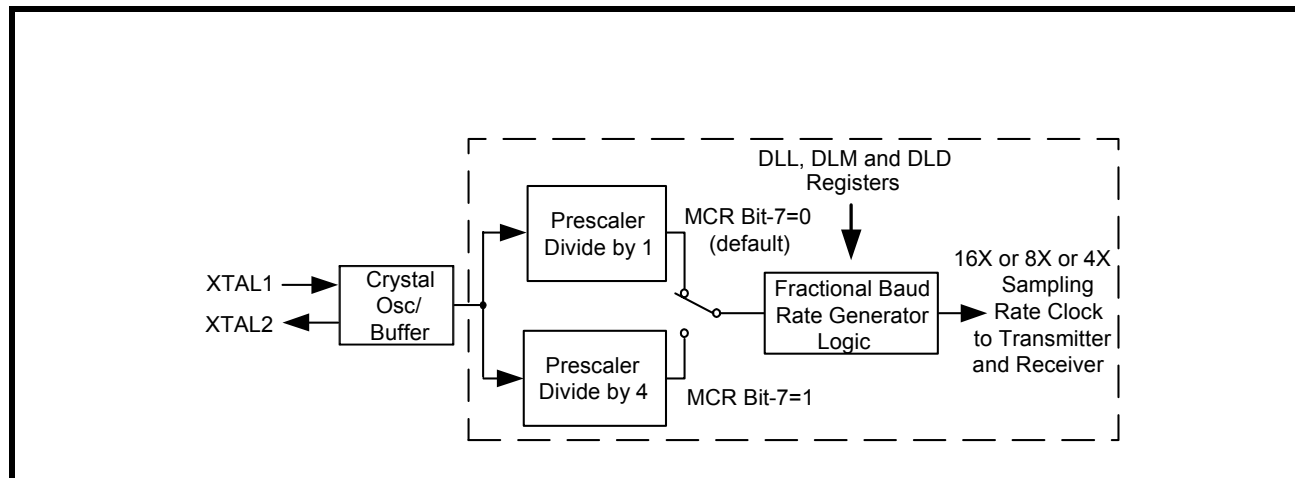 DLL, DLM and DLD
Registers
Prescaler
Divide by 1
MCR Bit-7=0
(default)
XTAL1
XTAL2
Crystal
Osc/
Buffer
Fractional Baud
Rate Generator
Logic
16X or 8X or 4X
Sampling
Rate Clock
to Transmitter
and Receiver
Prescaler
Divide by 4
MCR Bit-7=1